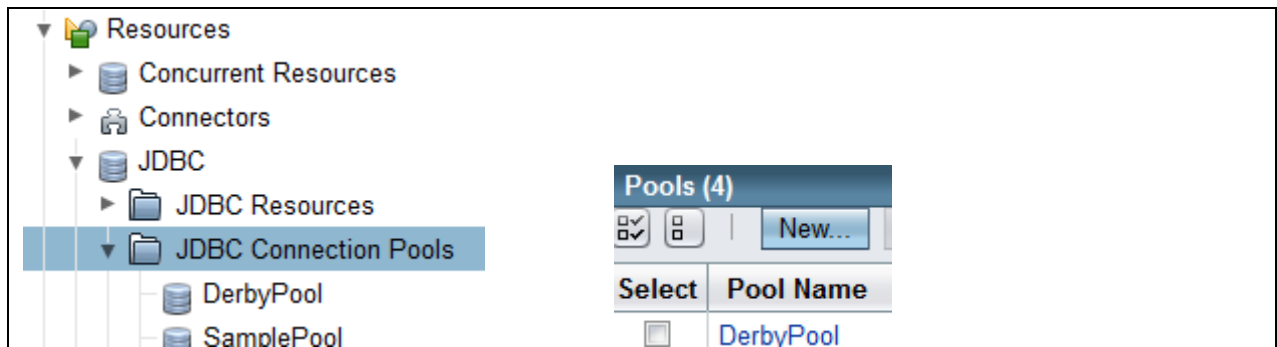 Resources
Concurrent Resources
Connectors
JDBC
JDBC Resources
JDBC Connection Pools
DerbyPool
SamplePool
Pools (4)
New...
Select Pool Name
DerbyPool